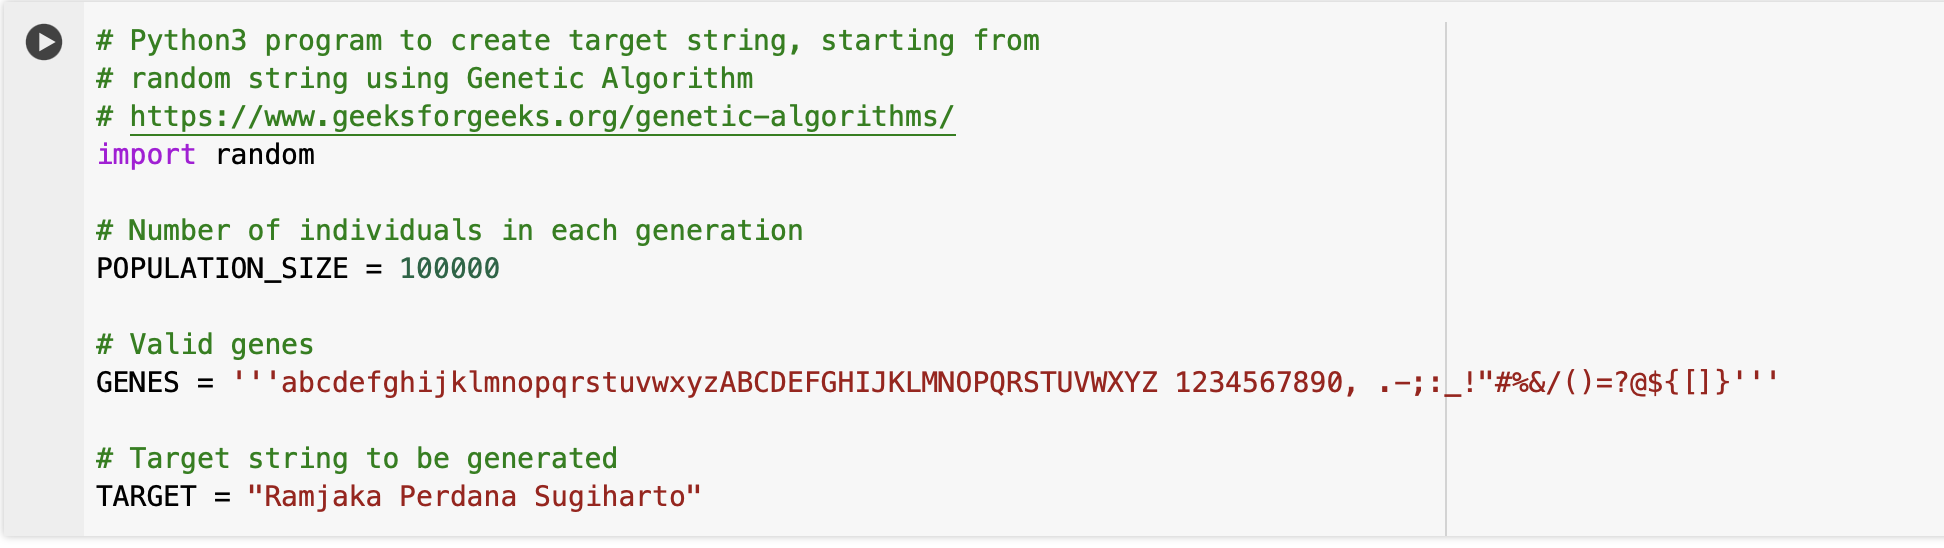 # Python3 program to create target string, starting from
# random string using Genetic Algorithm
# https://www.geeksforgeeks.org/genetic-algorithms/
import random
# Number of individuals in each generation
POPULATION_SIZE = 100000
# Valid genes
GENES = '''abcdefghijklmnopqrstuvwxyzABCDEFGHIJKLMNOPQRSTUVWXYZ 1234567890, .-;:_!"#%&/()=?@${[]}'''
# Target string to be generated
TARGET = "Ramjaka Perdana Sugiharto"